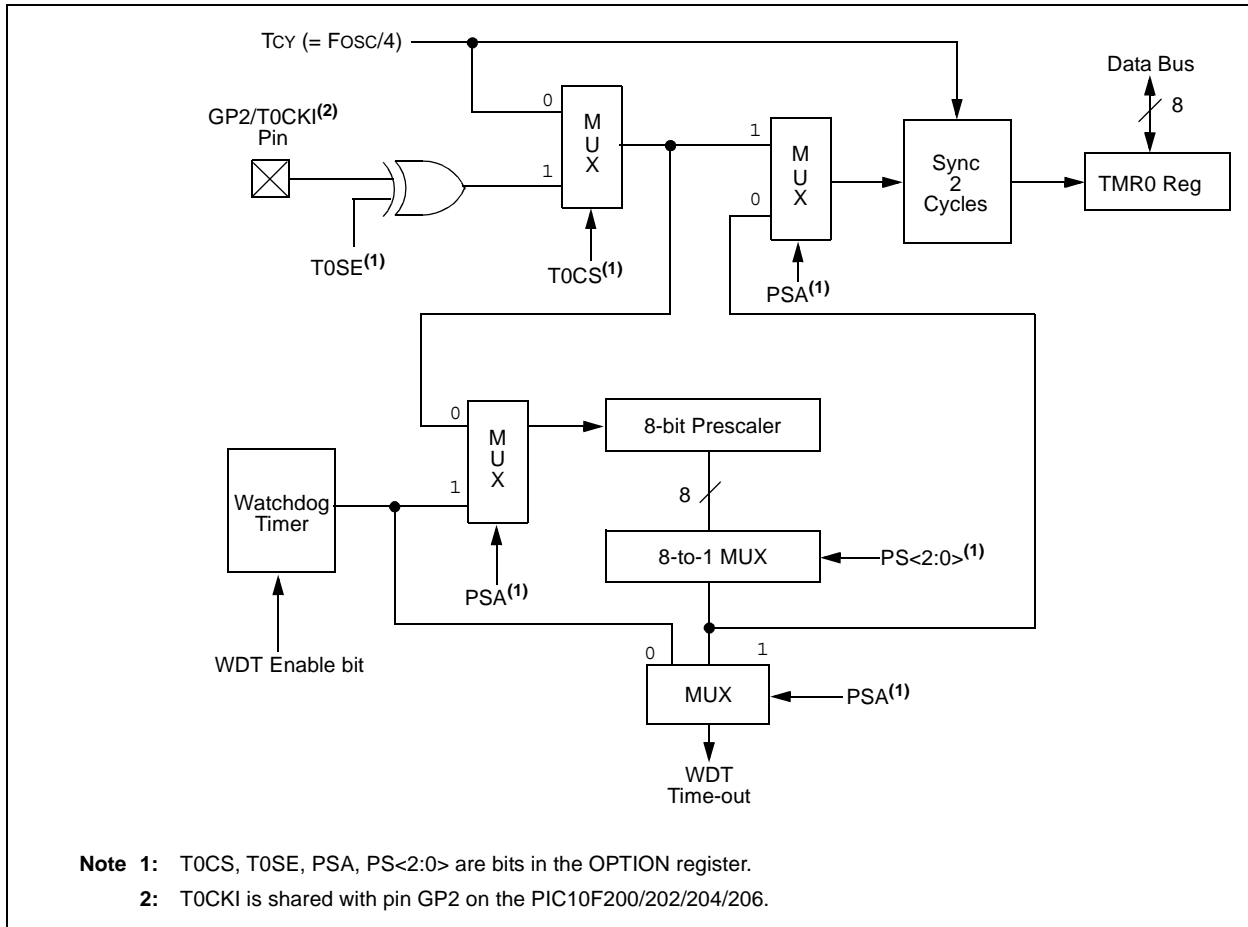 TCY (= FOSC/4)
Data Bus
8
GP2/T0CKI(2)
Pin
0
1
M
U
X
T0SE(1)
T0CS(1)
1
0
M
U
X
PSA(1)
Sync
2
Cycles
TMR0 Reg
0
1
M
U
X
PSA(1)
8-bit Prescaler
8
Watchdog
Timer
8-to-1 MUX
PS<2:0>(1)
WDT Enable bit
0
1
MUX
PSA(1)
WDT
Time-out
Note 1: T0CS, T0SE, PSA, PS<2:0> are bits in the OPTION register.
2: T0CKI is shared with pin GP2 on the PIC10F200/202/204/206.